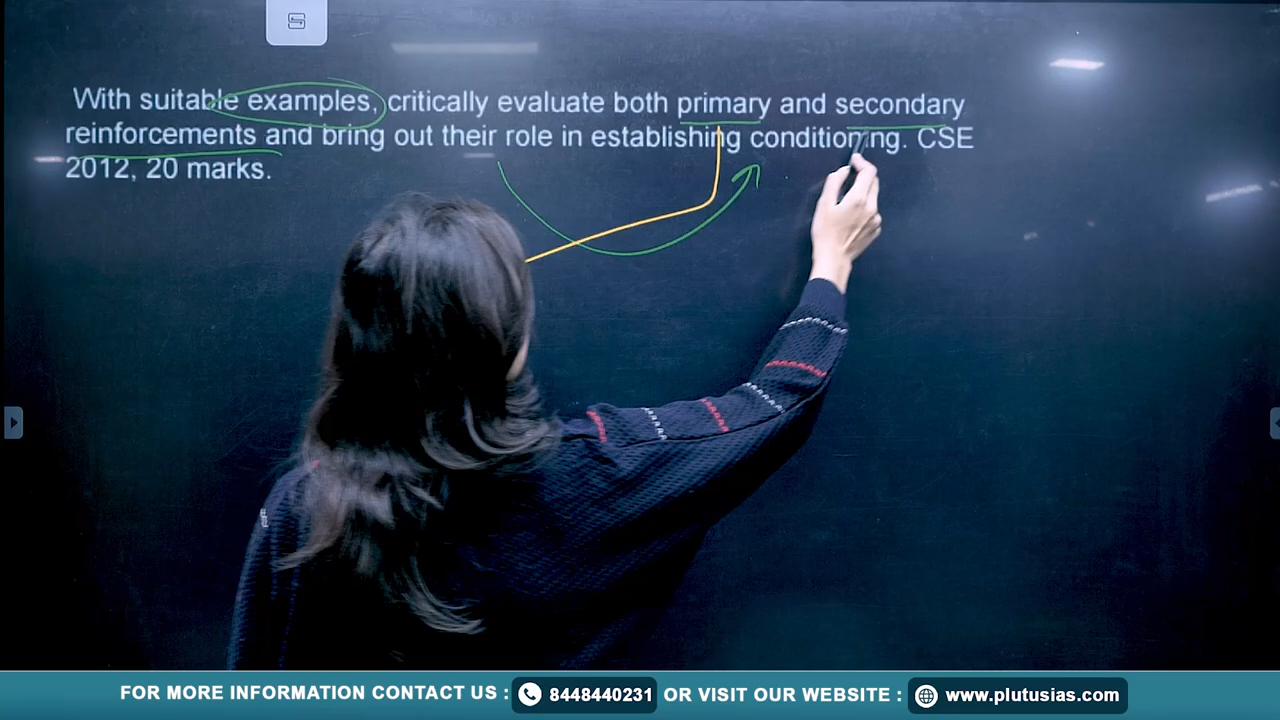 With suitable examples, critically evaluate both primary and secondary
reinforcements and bring out their role in establishing conditioning. CSE
2012, 20 marks.
FOR MORE INFORMATION CONTACT US : 8448440231 OR VISIT OUR WEBSITE : www.plutusias.com